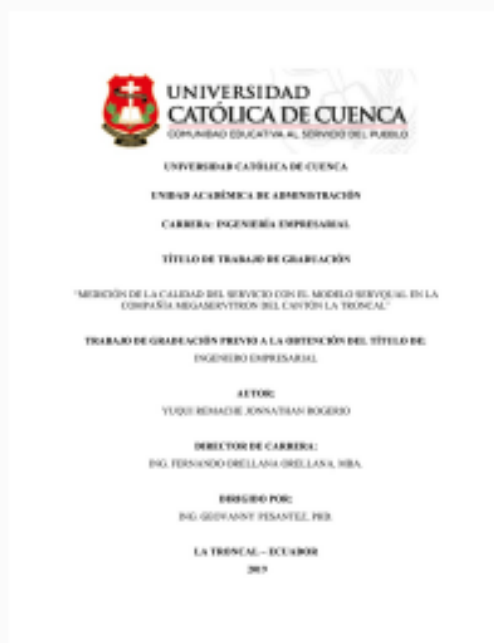 UNIVERSIDAD
CATÓLICA DE CUENCA
COMUNIDAD EDUCATIVA AL SERVICIO DEL PUEBLO
UNIVERSIDAD CATÓLICA DE CUENCA
UNIDAD ACADÉMICA DE ADMINISTRACIÓN
CARRERA: INGENIERÍA EMPRESARIAL
TÍTULO DE TRABAJO DE GRADUACIÓN
"MEDICIÓN DE LA CALIDAD DEL SERVICIO CON EL MODELO SERVQUAL EN LA
COMPAÑÍA MEGASERVITRON DEL CANTÓN LA TRONCAL"
TRABAJO DE GRADUACIÓN PREVIO A LA OBTENCIÓN DEL TÍTULO DE:
INGENIERO EMPRESARIAL
AUTOR:
YUQUI REMACHE JONNATHAN ROGERIO
DIRECTOR DE CARRERA:
ING. FERNANDO ORELLANA ORELLANA, MBA.
DIRIGIDO POR:
ING. GEOVANNY PESANTEZ, PHD.
LA TRONCAL – ECUADOR